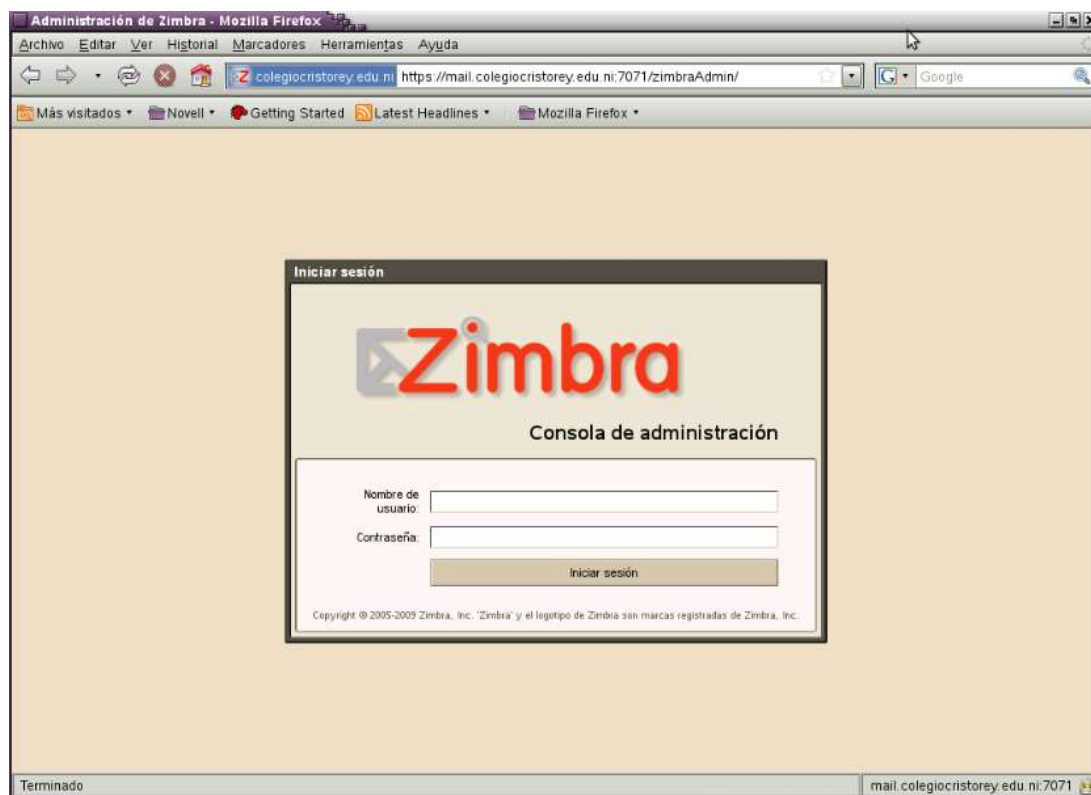 Administración de Zimbra - Mozilla Firefox
Archivo Editar Ver Historial Marcadores Herramientas Ayuda
colegiocristorey.edu.ni https://mail.colegiocristorey.edu.ni:7071/zimbraAdmin/ G Google
Más visitados Novell Getting Started Latest Headlines Mozilla Firefox
Iniciar sesión
Zimbra
Consola de administración
Nombre de
usuario:
Contraseña:
Iniciar sesión
Copyright © 2005-2009 Zimbra, Inc. 'Zimbra' y el logotipo de Zimbra son marcas registradas de Zimbra, Inc.
Terminado mail.colegiocristorey.edu.ni:7071